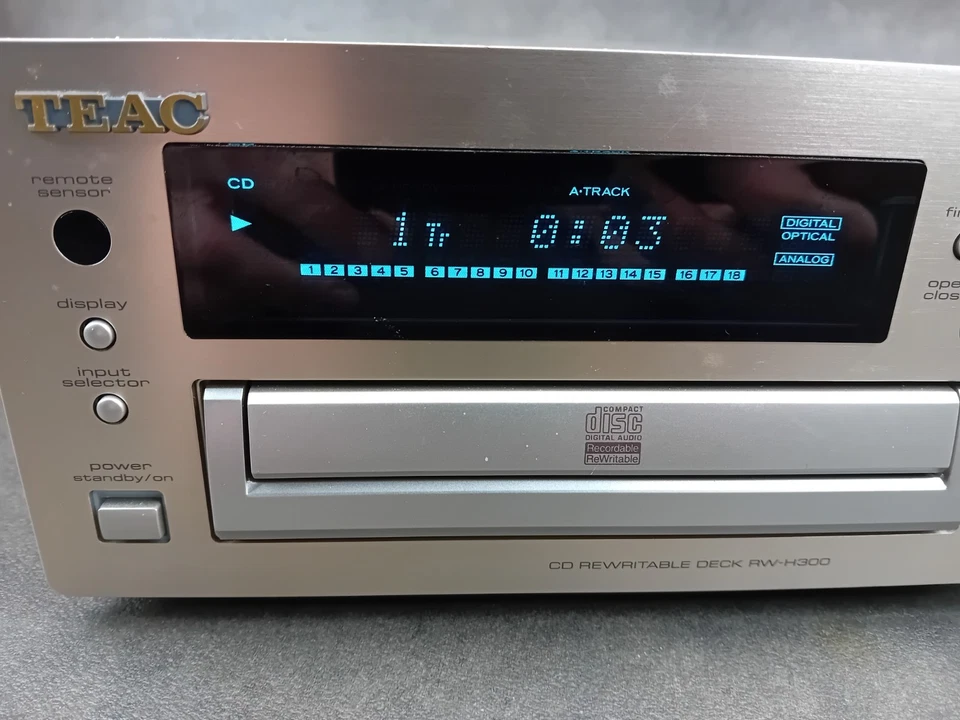 TEAC
remote
sensor
CD
A·TRACK
1 Tr 0:03
DIGITAL
OPTICAL
ANALOG
1 2 3 4 5 6 7 8 9 10 11 12 13 14 15 16 17 18
display
input
selector
power
standby/on
COMPACT
disc
DIGITAL AUDIO
Recordable
ReWritable
CD REWRITABLE DECK RW-H300